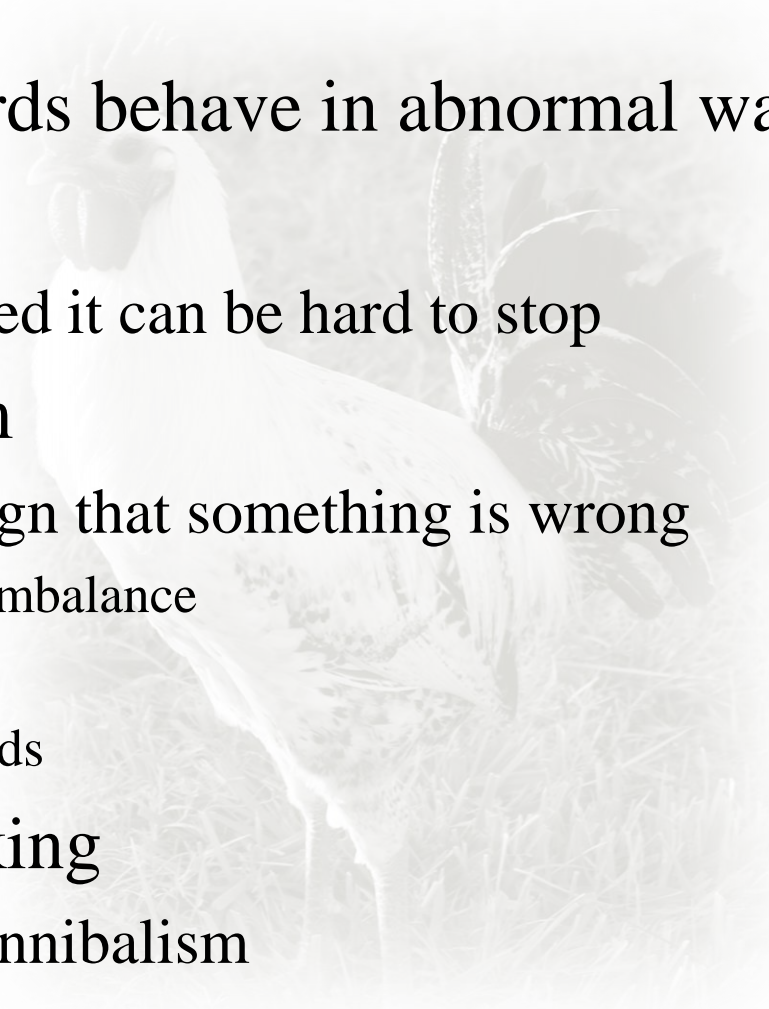 rds behave in abnormal wa
ed it can be hard to stop
n
gn that something is wrong
mbalance
ds
king
nnibalism